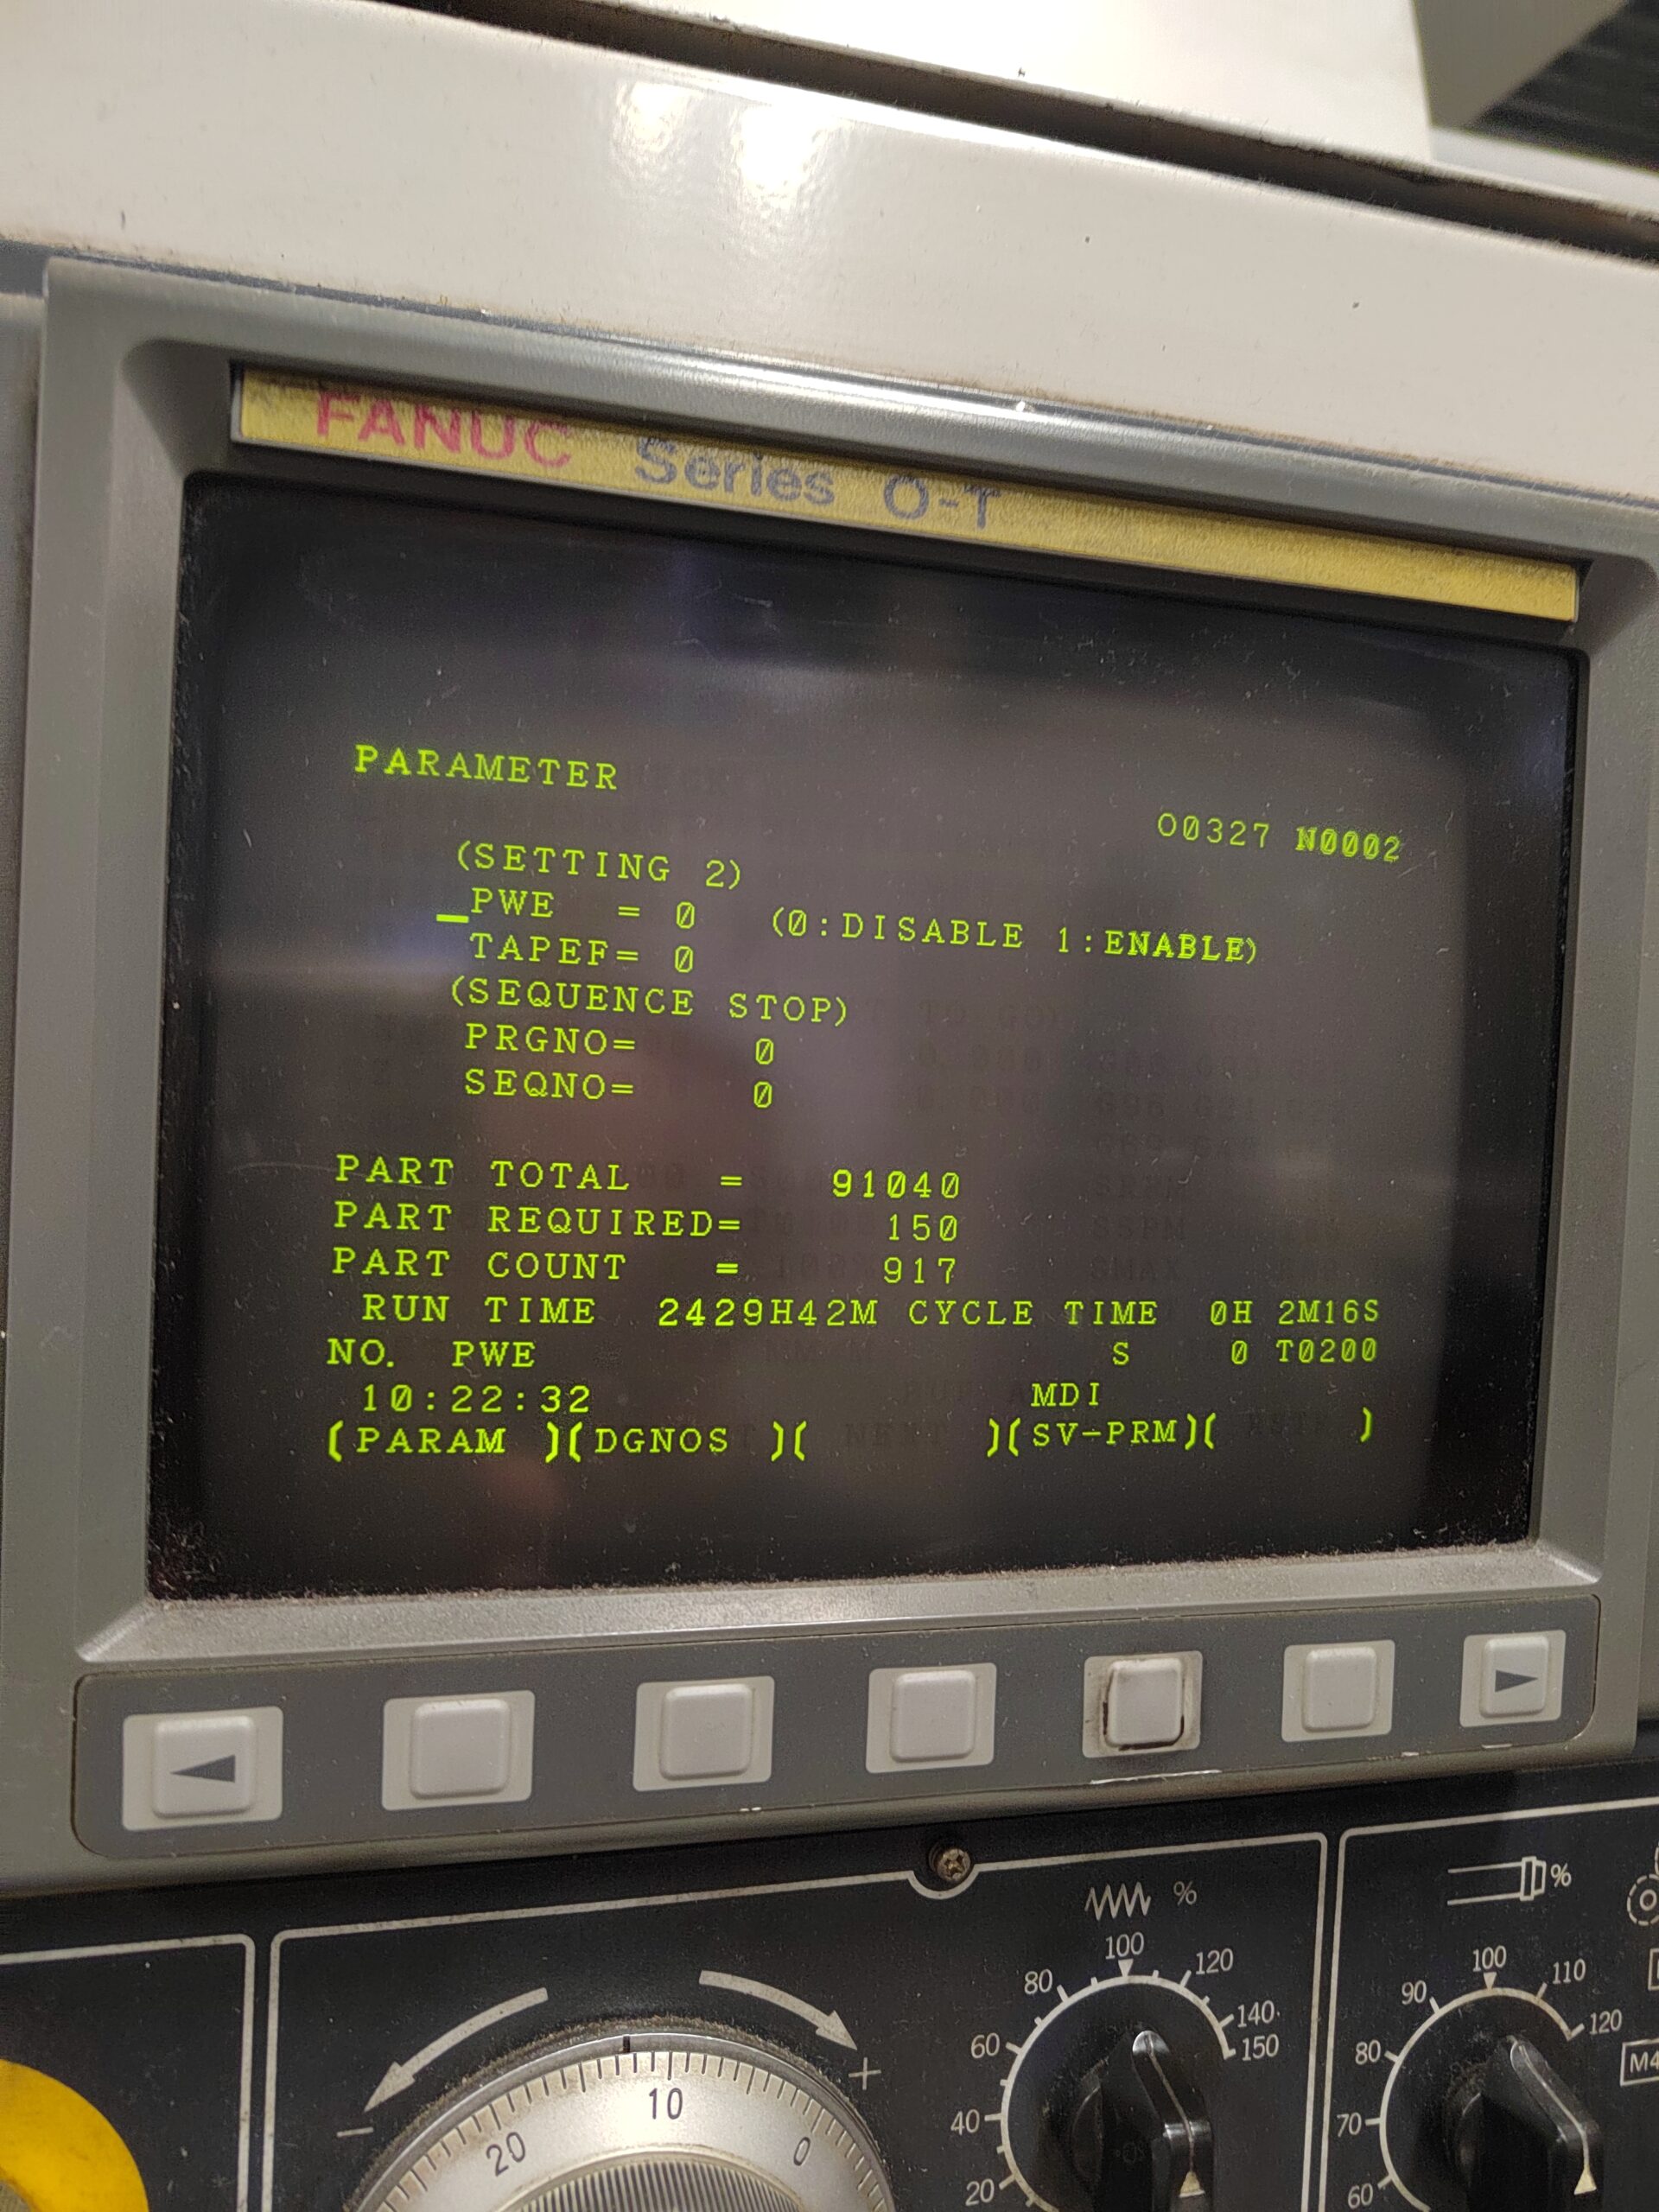 FANUC Series O-T
PARAMETER
O0327 N0002
(SETTING 2)
_PWE = 0 (0:DISABLE 1:ENABLE)
TAPEF= 0
(SEQUENCE STOP)
PRGNO= 0
SEQNO= 0
PART TOTAL = 91040
PART REQUIRED= 150
PART COUNT = 917
RUN TIME 2429H42M CYCLE TIME 0H 2M16S
NO. PWE S 0 T0200
10:22:32 MDI
(PARAM )(DGNOS )( )(SV-PRM)( )
% %
100 100
80 120 90 110
60 140 80 120
150
40 70
20 60
M4
10
20 0
− +